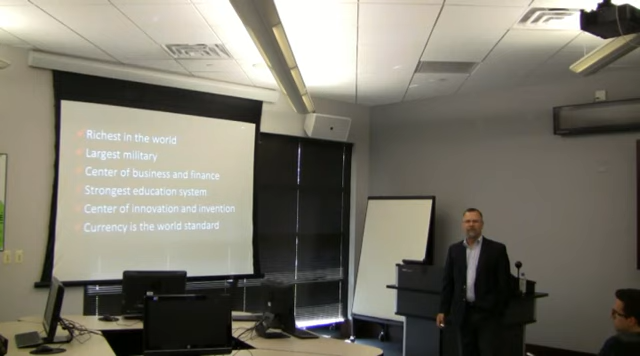 Richest in the world
Largest military
Center of business and finance
Strongest education system
Center of innovation and invention
Currency is the world standard